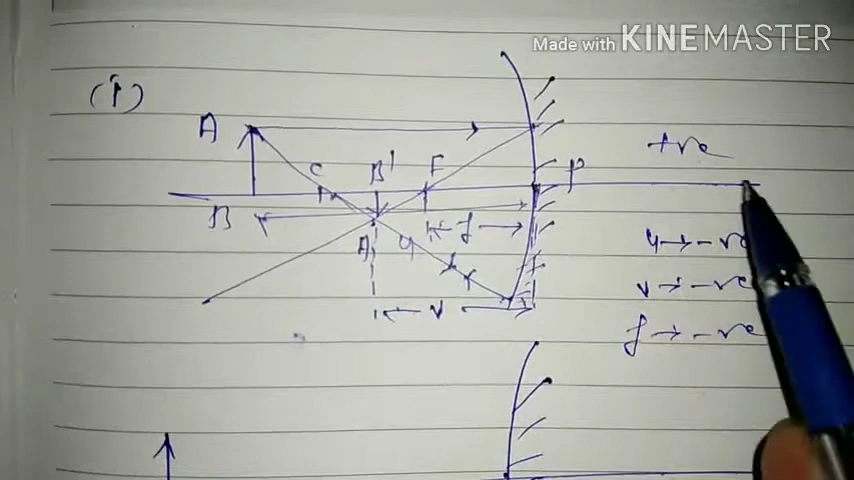 Made with KINEMASTER
(i)
A
C B' F P +ve
B
A' u f
u → -ve
v → -ve
v
f → -ve